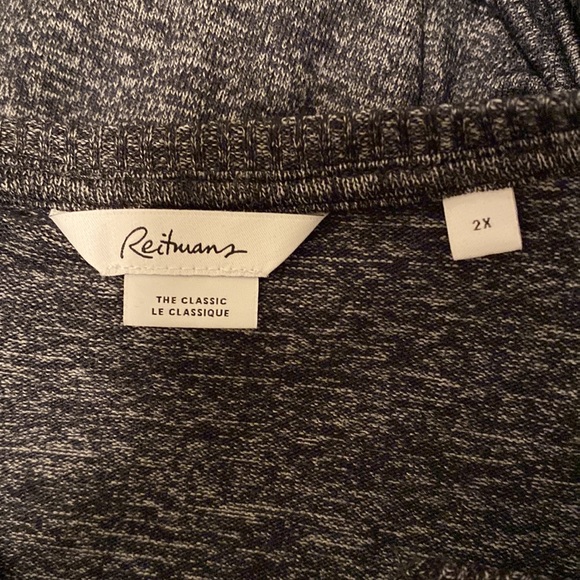 Reitmans
2X
THE CLASSIC
LE CLASSIQUE